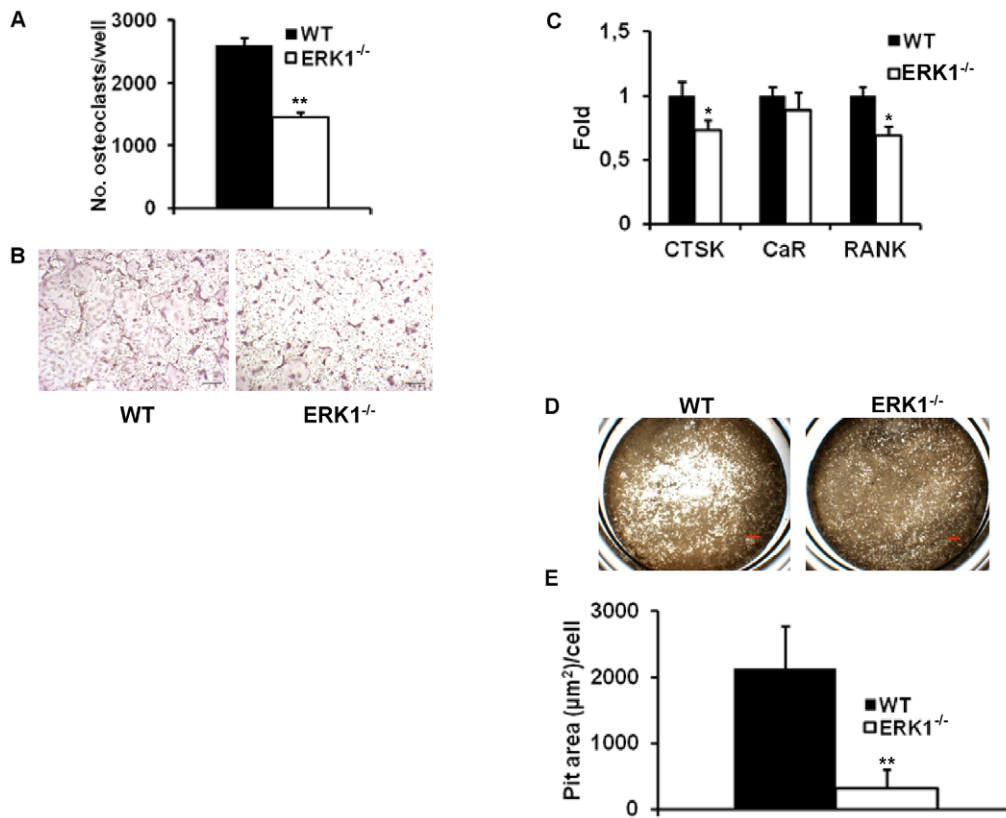 A
No. osteoclasts/well
3000
2000
1000
0
WT
ERK1-/-
**
B
WT
ERK1-/-
C
Fold
1,5
1
0,5
0
WT
ERK1-/-
*
*
CTSK CaR RANK
D
WT ERK1-/-
E
Pit area (µm²)/cell
3000
2000
1000
0
WT
ERK1-/-
**